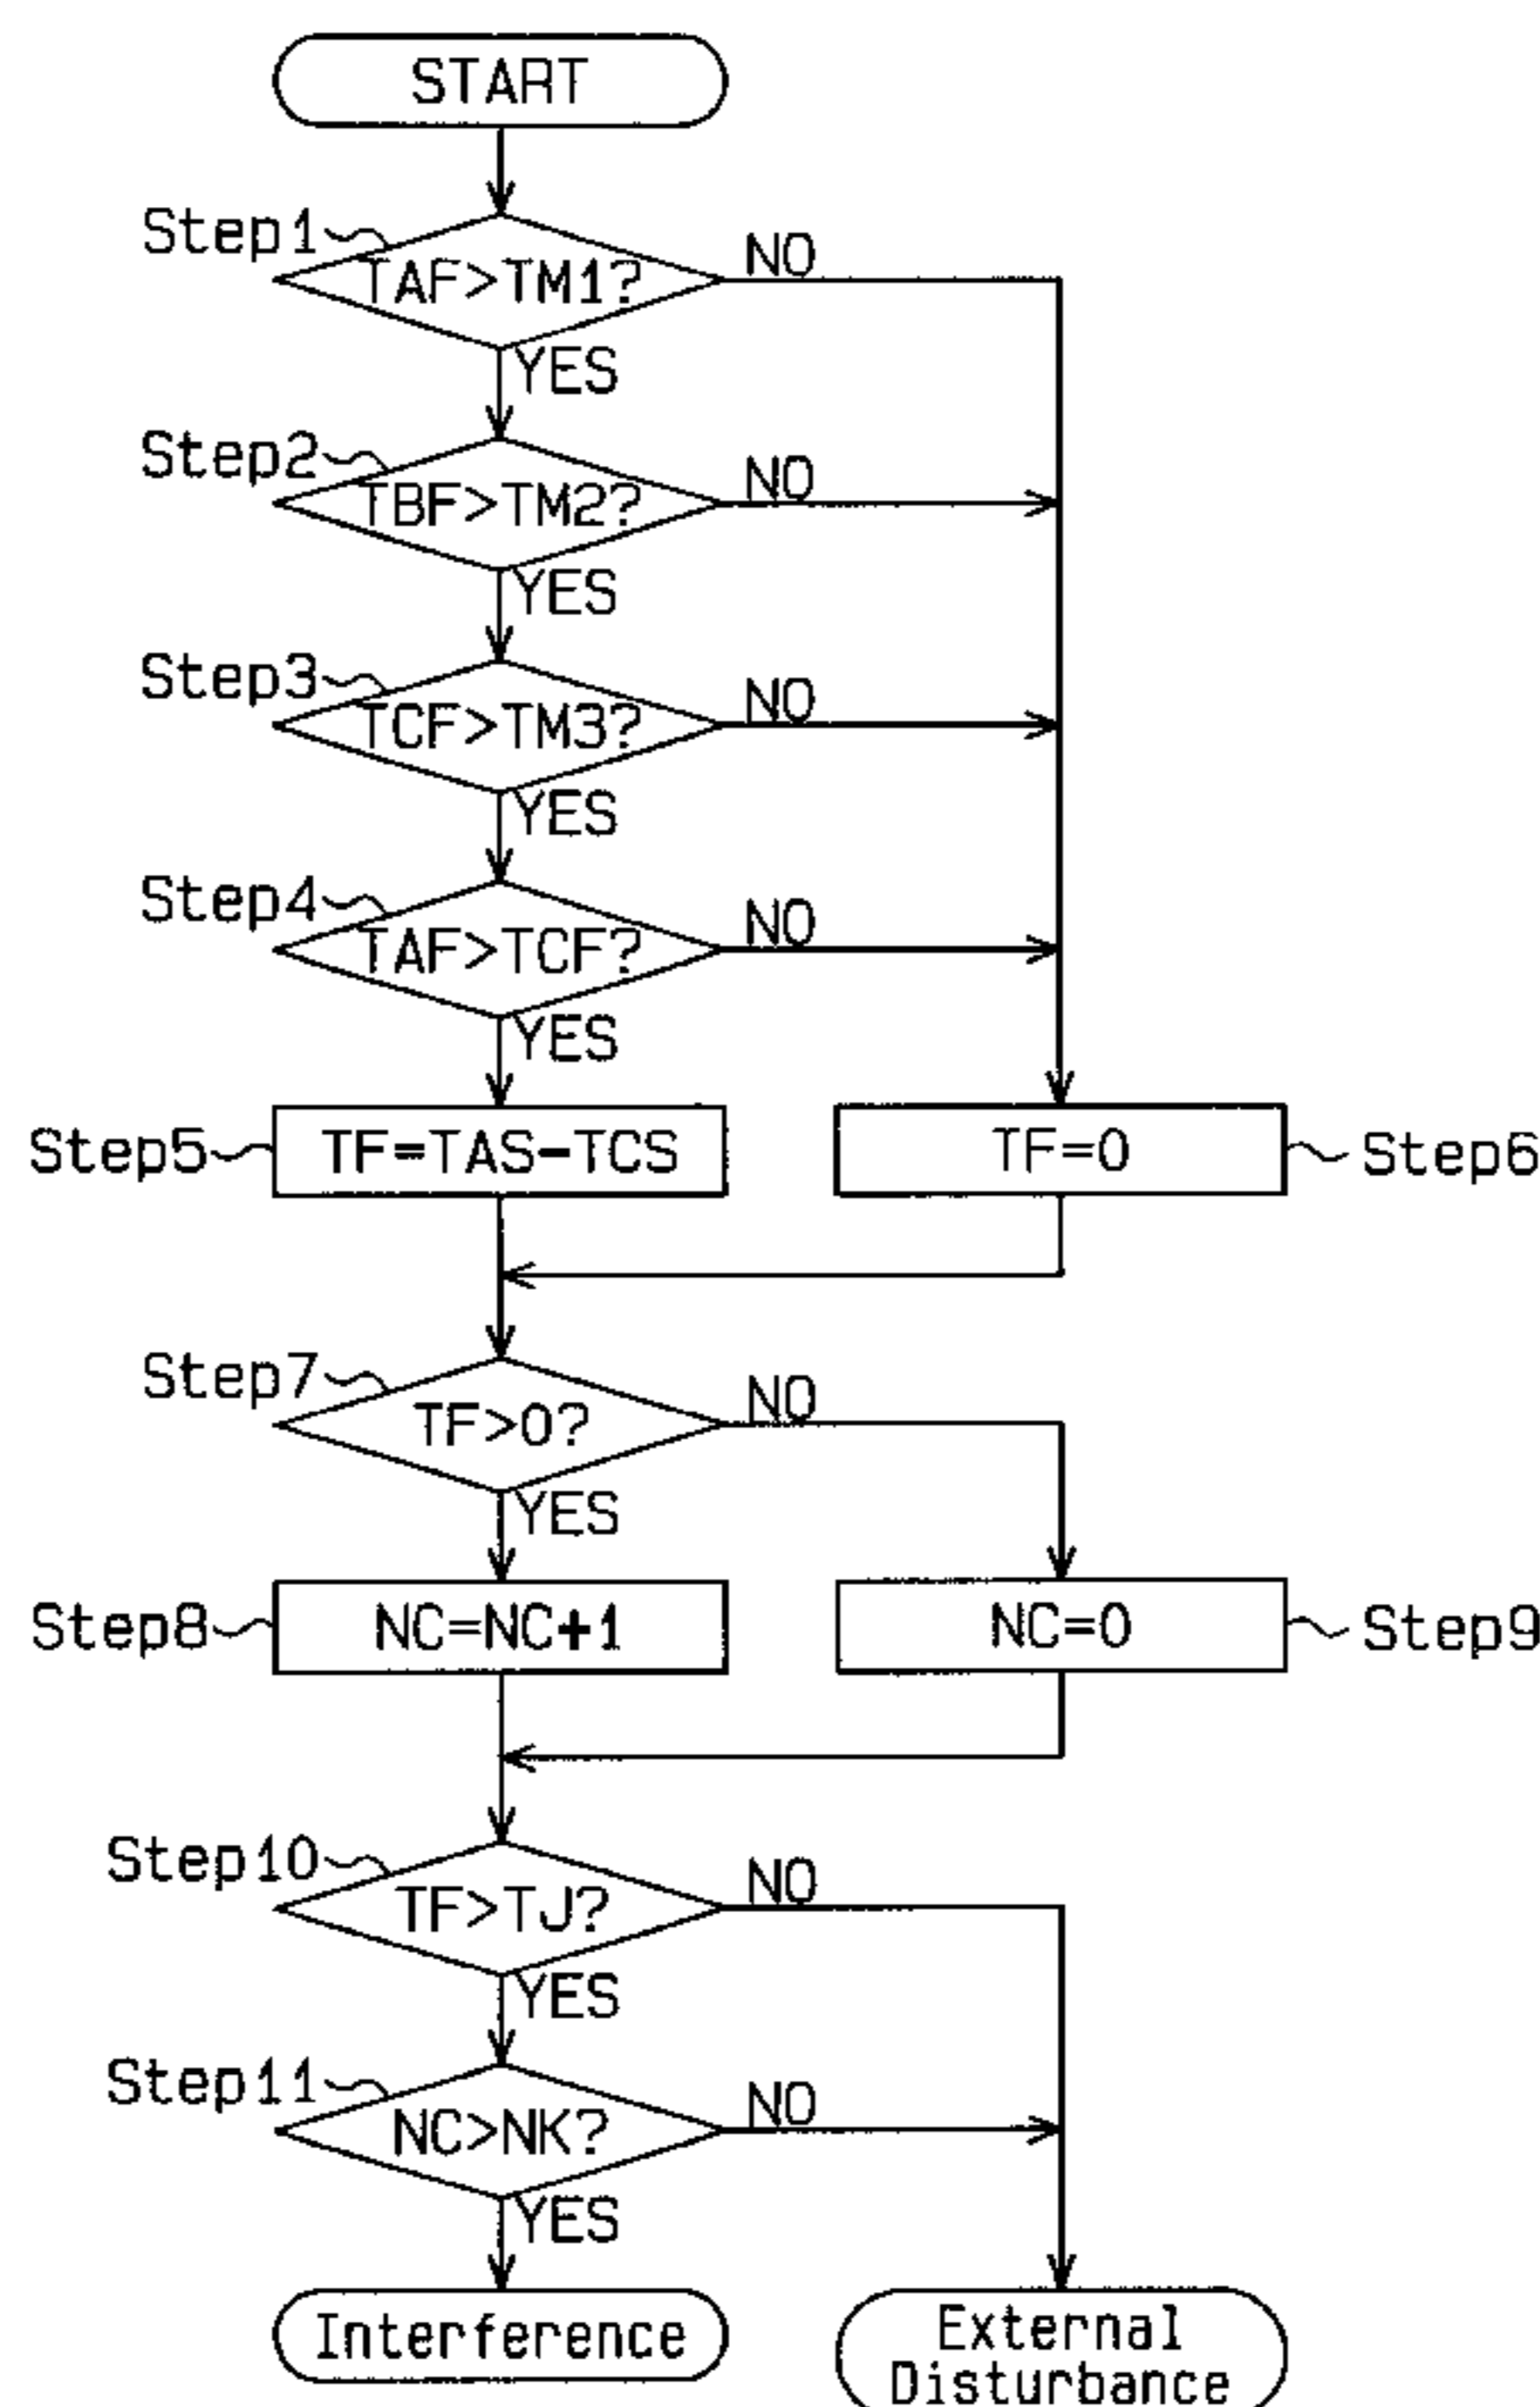 START
Step1
TAF>TM1?
NO
YES
Step2
TBF>TM2?
NO
YES
Step3
TCF>TM3?
NO
YES
Step4
TAF>TCF?
NO
YES
Step5
TF=TAS-TCS
TF=0
Step6
Step7
TF>0?
NO
YES
Step8
NC=NC+1
NC=0
Step9
Step10
TF>TJ?
NO
YES
Step11
NC>NK?
NO
YES
Interference
External
Disturbance